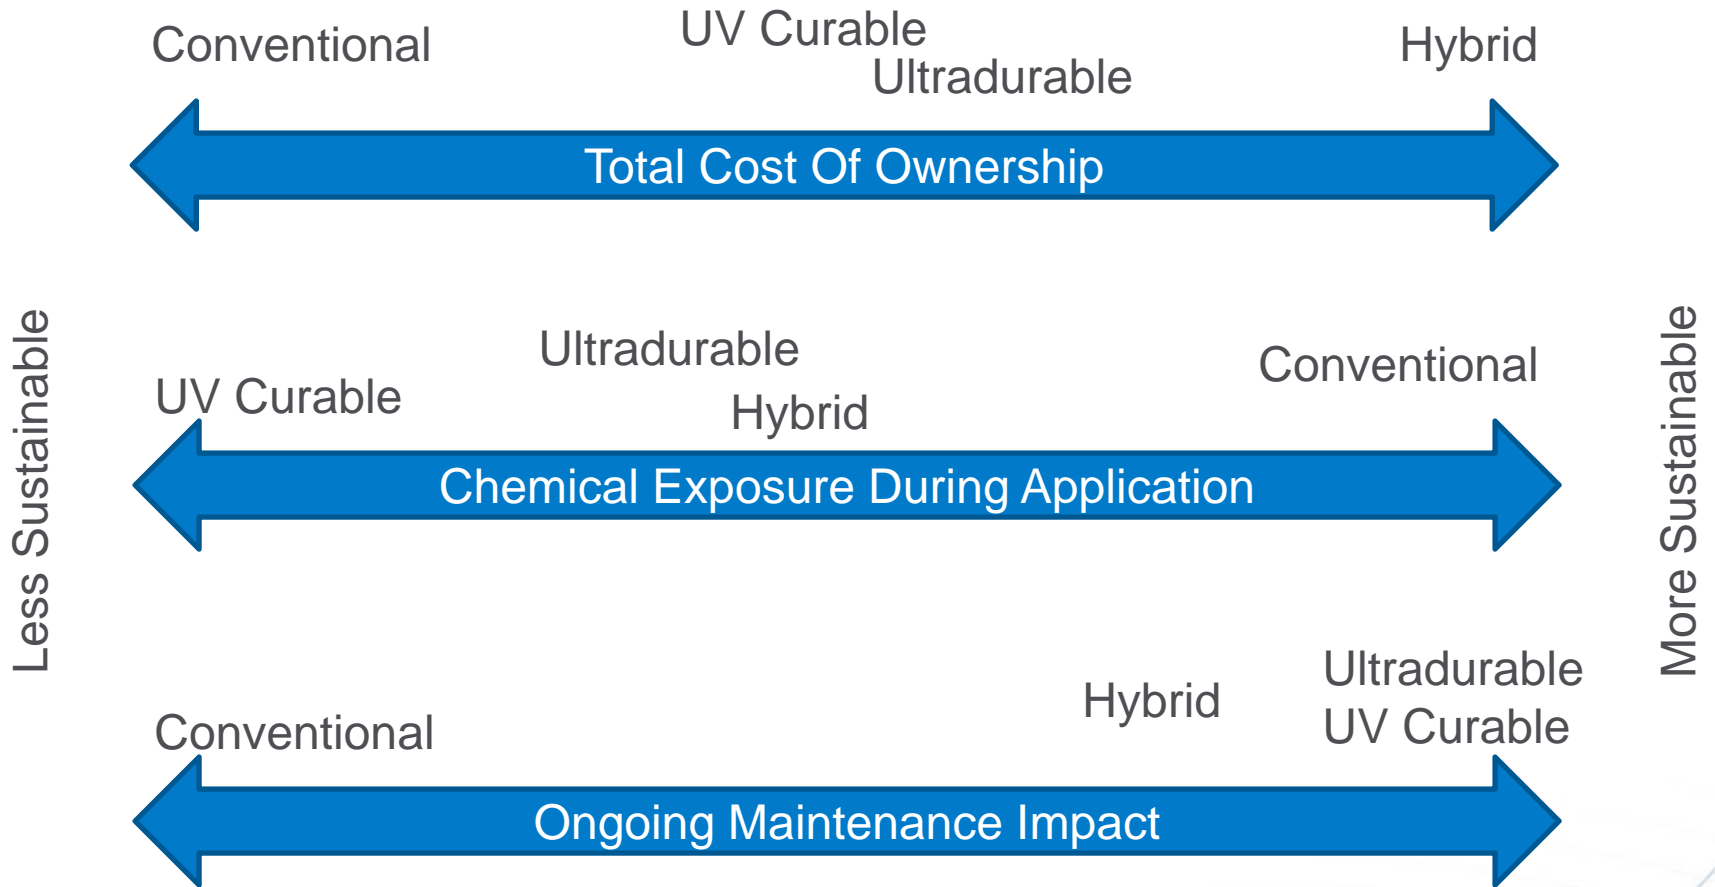 Conventional
UV Curable
Ultradurable
Hybrid
Total Cost Of Ownership
Less Sustainable
More Sustainable
UV Curable
Ultradurable
Hybrid
Conventional
Chemical Exposure During Application
Conventional
Hybrid
Ultradurable
UV Curable
Ongoing Maintenance Impact